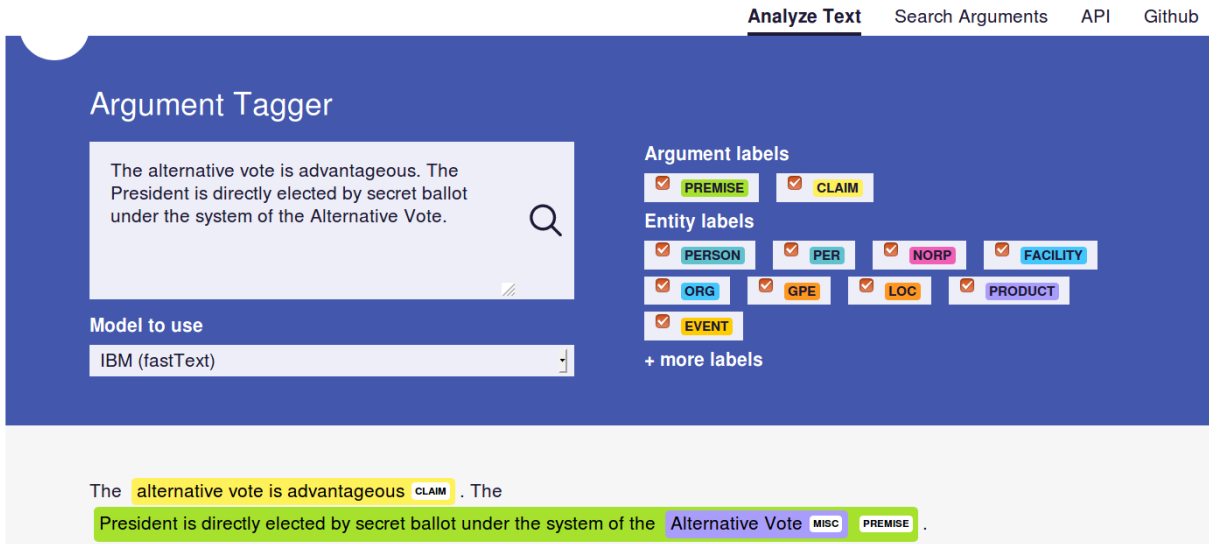 Analyze Text Search Arguments API Github
Argument Tagger
The alternative vote is advantageous. The
President is directly elected by secret ballot
under the system of the Alternative Vote.
Model to use
IBM (fastText)
Argument labels
PREMISE CLAIM
Entity labels
PERSON PER NORP FACILITY
ORG GPE LOC PRODUCT
EVENT
+ more labels
The alternative vote is advantageous CLAIM . The
President is directly elected by secret ballot under the system of the Alternative Vote MISC PREMISE .